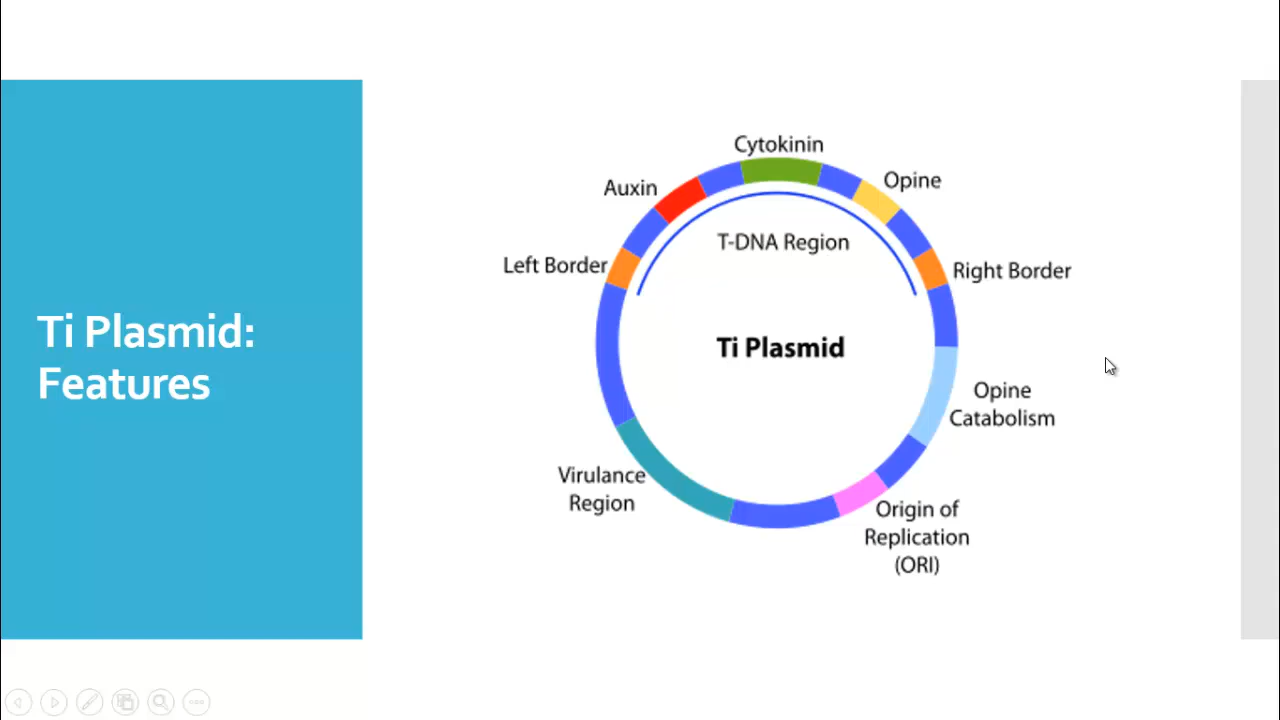 Ti Plasmid:
Features
Cytokinin
Auxin
Opine
T-DNA Region
Left Border
Right Border
Ti Plasmid
Opine
Catabolism
Virulance
Region
Origin of
Replication
(ORI)